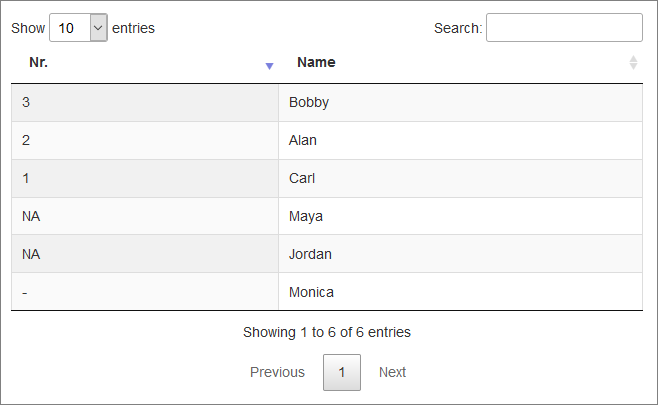 Show 10 entries Search:
Nr. Name
3 Bobby
2 Alan
1 Carl
NA Maya
NA Jordan
- Monica
Showing 1 to 6 of 6 entries
Previous 1 Next